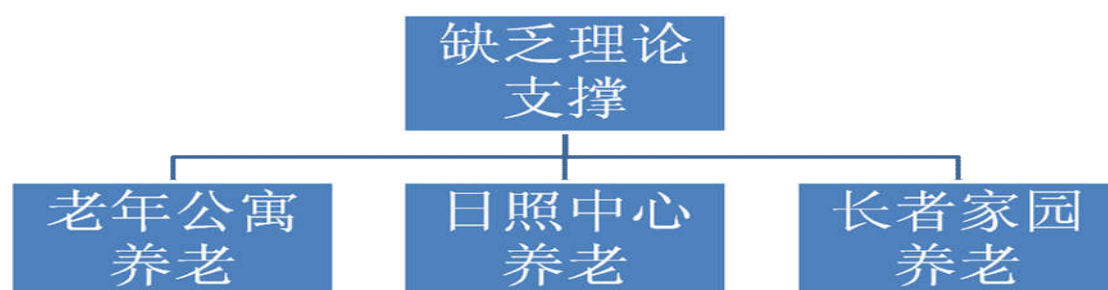 缺乏理论
支撑
老年公寓
养老
日照中心
养老
长者家园
养老